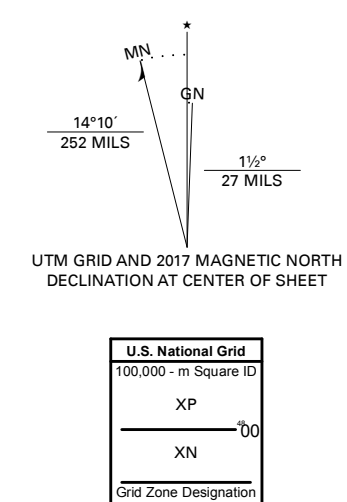 ★
MN
GN
14°10´
252 MILS
1½°
27 MILS
UTM GRID AND 2017 MAGNETIC NORTH
DECLINATION AT CENTER OF SHEET
U.S. National Grid
100,000 - m Square ID
XP
⁴⁸00
XN
Grid Zone Designation